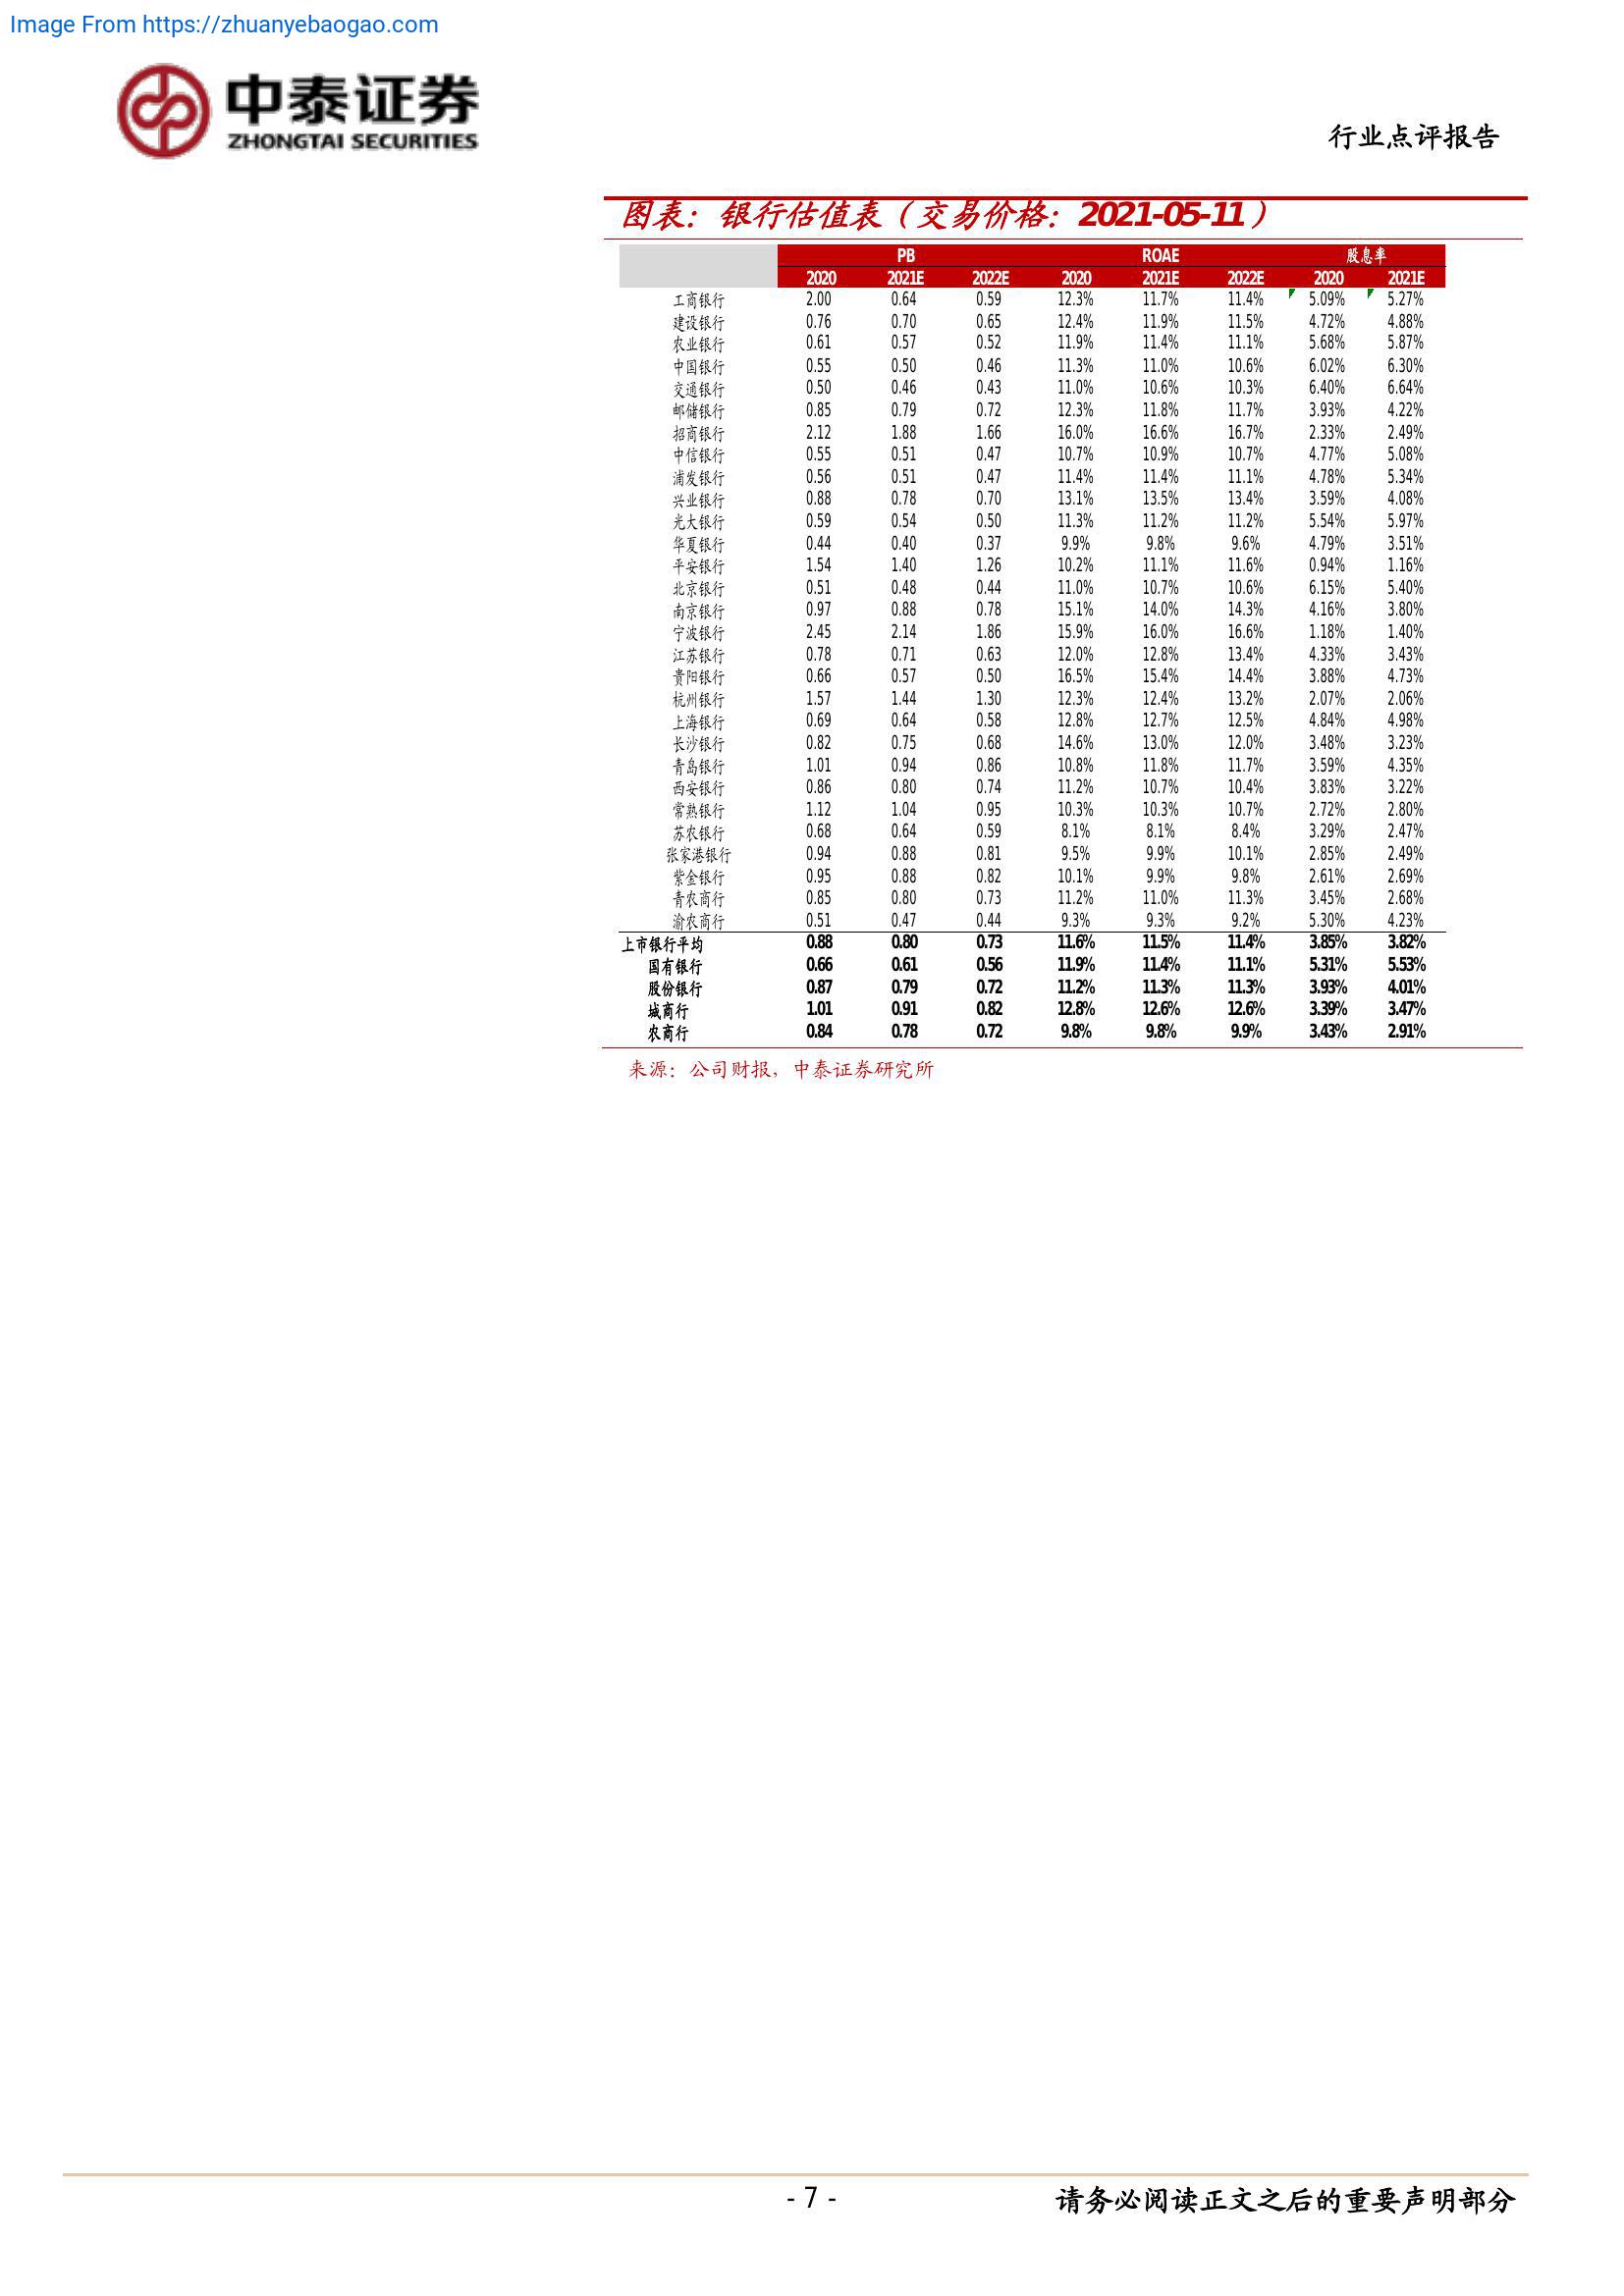 Image From https://zhuanyebaogao.com
中泰证券
ZHONGTAI SECURITIES
行业点评报告
图表：银行估值表（交易价格：2021-05-11）
PB ROAE 股息率
2020 2021E 2022E 2020 2021E 2022E 2020 2021E
工商银行 2.00 0.64 0.59 12.3% 11.7% 11.4% 5.09% 5.27%
建设银行 0.76 0.70 0.65 12.4% 11.9% 11.5% 4.72% 4.88%
农业银行 0.61 0.57 0.52 11.9% 11.4% 11.1% 5.68% 5.87%
中国银行 0.55 0.50 0.46 11.3% 11.0% 10.6% 6.02% 6.30%
交通银行 0.50 0.46 0.43 11.0% 10.6% 10.3% 6.40% 6.64%
邮储银行 0.85 0.79 0.72 12.3% 11.8% 11.7% 3.93% 4.22%
招商银行 2.12 1.88 1.66 16.0% 16.6% 16.7% 2.33% 2.49%
中信银行 0.55 0.51 0.47 10.7% 10.9% 10.7% 4.77% 5.08%
浦发银行 0.56 0.51 0.47 11.4% 11.4% 11.1% 4.78% 5.34%
兴业银行 0.88 0.78 0.70 13.1% 13.5% 13.4% 3.59% 4.08%
光大银行 0.59 0.54 0.50 11.3% 11.2% 11.2% 5.54% 5.97%
华夏银行 0.44 0.40 0.37 9.9% 9.8% 9.6% 4.79% 3.51%
平安银行 1.54 1.40 1.26 10.2% 11.1% 11.6% 0.94% 1.16%
北京银行 0.51 0.48 0.44 11.0% 10.7% 10.6% 6.15% 5.40%
南京银行 0.97 0.88 0.78 15.1% 14.0% 14.3% 4.16% 3.80%
宁波银行 2.45 2.14 1.86 15.9% 16.0% 16.6% 1.18% 1.40%
江苏银行 0.78 0.71 0.63 12.0% 12.8% 13.4% 4.33% 3.43%
贵阳银行 0.66 0.57 0.50 16.5% 15.4% 14.4% 3.88% 4.73%
杭州银行 1.57 1.44 1.30 12.3% 12.4% 13.2% 2.07% 2.06%
上海银行 0.69 0.64 0.58 12.8% 12.7% 12.5% 4.84% 4.98%
长沙银行 0.82 0.75 0.68 14.6% 13.0% 12.0% 3.48% 3.23%
青岛银行 1.01 0.94 0.86 10.8% 11.8% 11.7% 3.59% 4.35%
西安银行 0.86 0.80 0.74 11.2% 10.7% 10.4% 3.83% 3.22%
常熟银行 1.12 1.04 0.95 10.3% 10.3% 10.7% 2.72% 2.80%
苏农银行 0.68 0.64 0.59 8.1% 8.1% 8.4% 3.29% 2.47%
张家港银行 0.94 0.88 0.81 9.5% 9.9% 10.1% 2.85% 2.49%
紫金银行 0.95 0.88 0.82 10.1% 9.9% 9.8% 2.61% 2.69%
青农商行 0.85 0.80 0.73 11.2% 11.0% 11.3% 3.45% 2.68%
渝农商行 0.51 0.47 0.44 9.3% 9.3% 9.2% 5.30% 4.23%
上市银行平均 0.88 0.80 0.73 11.6% 11.5% 11.4% 3.85% 3.82%
国有银行 0.66 0.61 0.56 11.9% 11.4% 11.1% 5.31% 5.53%
股份银行 0.87 0.79 0.72 11.2% 11.3% 11.3% 3.93% 4.01%
城商行 1.01 0.91 0.82 12.8% 12.6% 12.6% 3.39% 3.47%
农商行 0.84 0.78 0.72 9.8% 9.8% 9.9% 3.43% 2.91%
来源：公司财报，中泰证券研究所
- 7 -
请务必阅读正文之后的重要声明部分